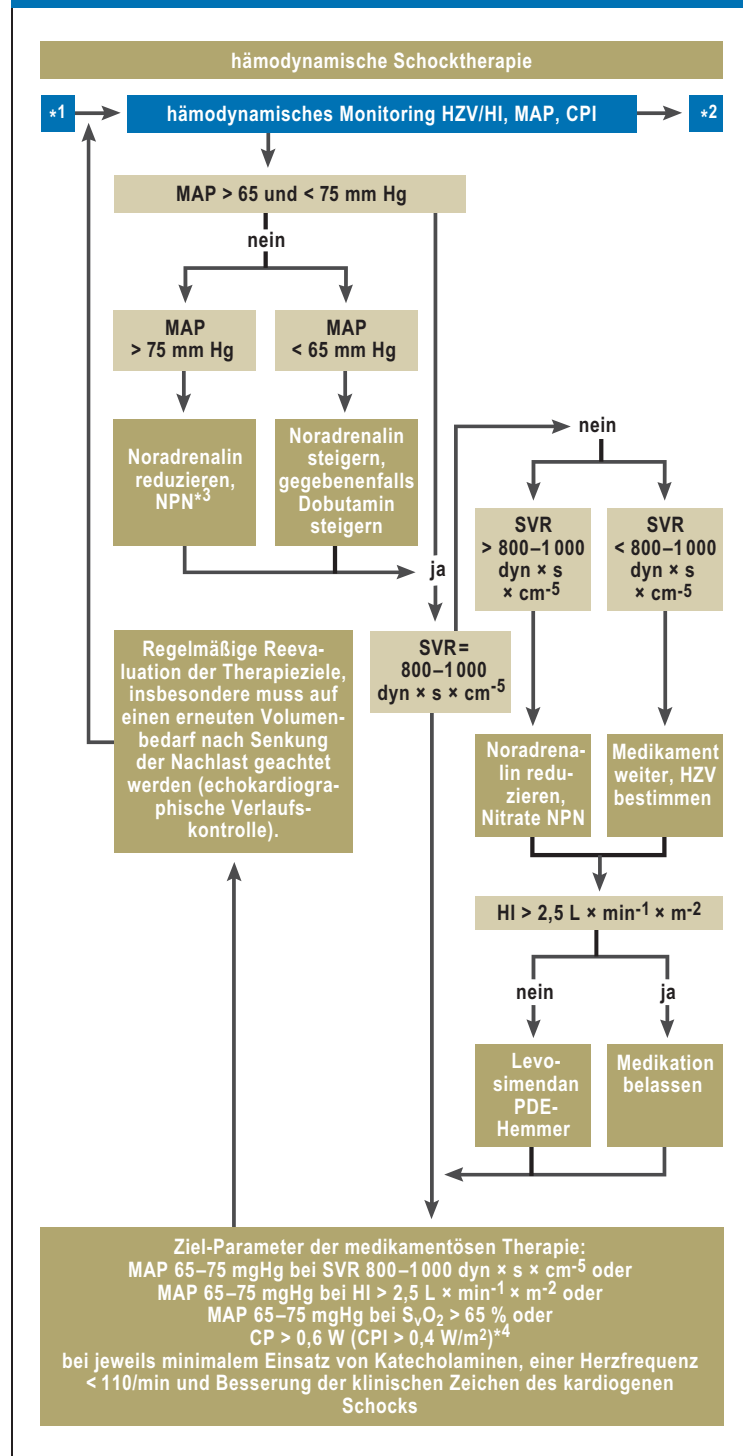 hämodynamische Schocktherapie
*1
hämodynamisches Monitoring HZV/HI, MAP, CPI
*2
MAP > 65 und < 75 mm Hg
nein
MAP
> 75 mm Hg
MAP
< 65 mm Hg
Noradrenalin
reduzieren,
NPN*3
Noradrenalin
steigern,
gegebenenfalls
Dobutamin
steigern
ja
SVR=
800–1000
dyn × s × cm-5
nein
SVR
> 800–1000
dyn × s
× cm-5
SVR
< 800–1000
dyn × s
× cm-5
Noradrena-
lin redu-
zieren,
Nitrate NPN
Medikament
weiter, HZV
bestimmen
HI > 2,5 L × min-1 × m-2
nein
ja
Levo-
simendan
PDE-
Hemmer
Medikation
belassen
Regelmäßige Reeva-
luation der Therapieziele,
insbesondere muss auf
einen erneuten Volumen-
bedarf nach Senkung
der Nachlast geachtet
werden (echokardiogra-
phische Verlaufs-
kontrolle).
Ziel-Parameter der medikamentösen Therapie:
MAP 65–75 mgHg bei SVR 800–1000 dyn × s × cm-5 oder
MAP 65–75 mgHg bei HI > 2,5 L × min-1 × m-2 oder
MAP 65–75 mgHg bei SvO2 > 65 % oder
CP > 0,6 W (CPI > 0,4 W/m²)*4
bei jeweils minimalem Einsatz von Katecholaminen, einer Herzfrequenz
< 110/min und Besserung der klinischen Zeichen des kardiogenen
Schocks